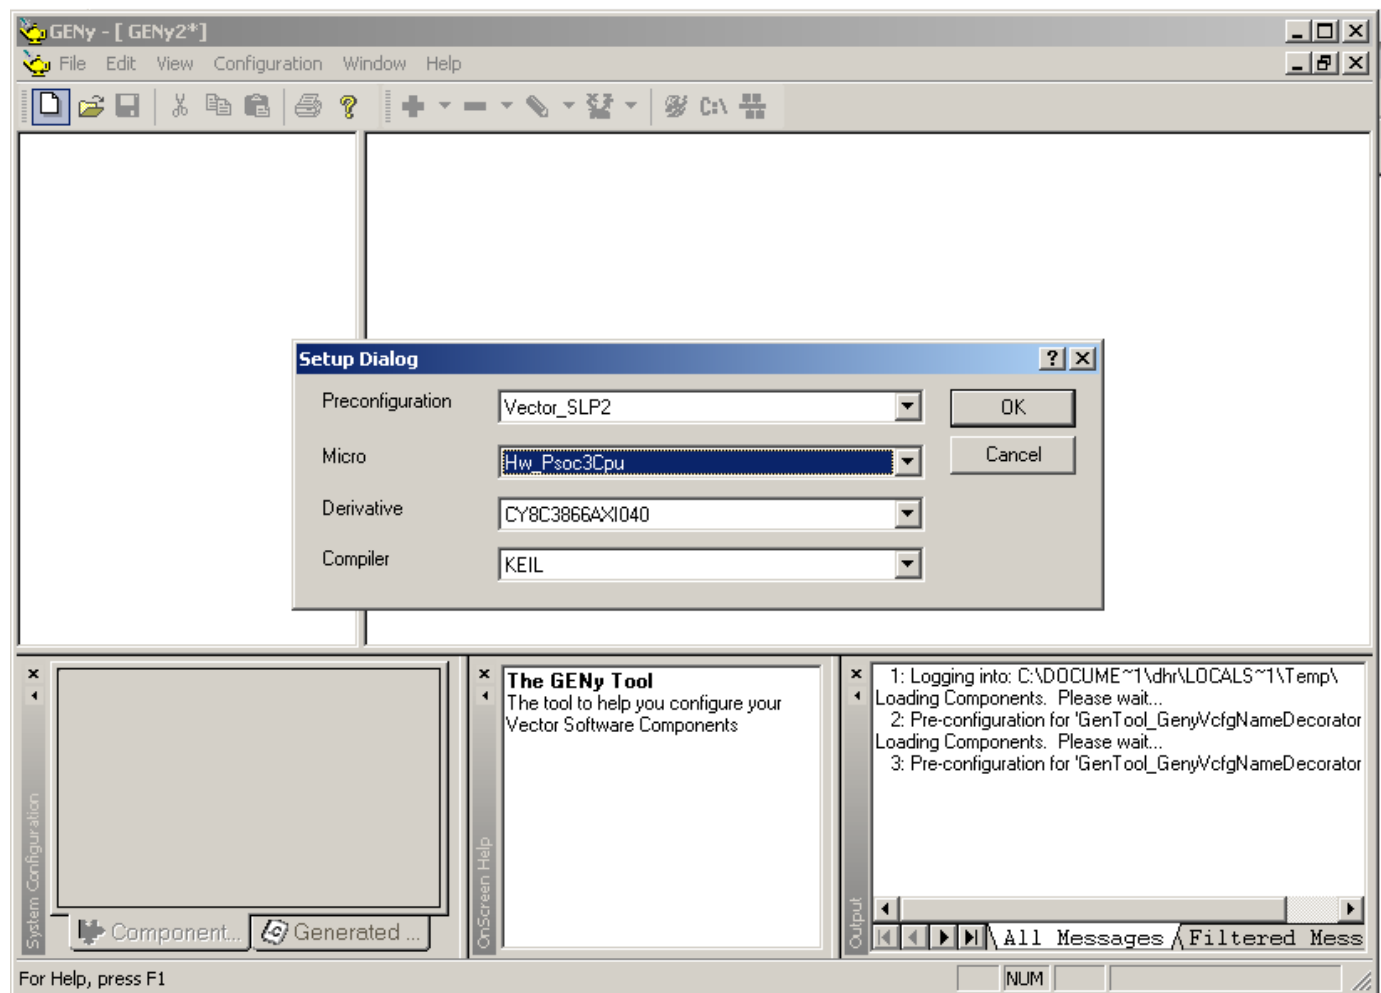 GENy - [ GENy2*]
File Edit View Configuration Window Help
C:\
Setup Dialog
Preconfiguration
Vector_SLP2
OK
Micro
Hw_Psoc3Cpu
Cancel
Derivative
CY8C3866AXI040
Compiler
KEIL
System Configuration
Component...
Generated ...
OnScreen Help
The GENy Tool
The tool to help you configure your
Vector Software Components
Output
1: Logging into: C:\DOCUME~1\dhr\LOCALS~1\Temp\
Loading Components. Please wait...
2: Pre-configuration for 'GenTool_GenyVcfgNameDecorator
Loading Components. Please wait...
3: Pre-configuration for 'GenTool_GenyVcfgNameDecorator
All Messages
Filtered Mess
For Help, press F1
NUM